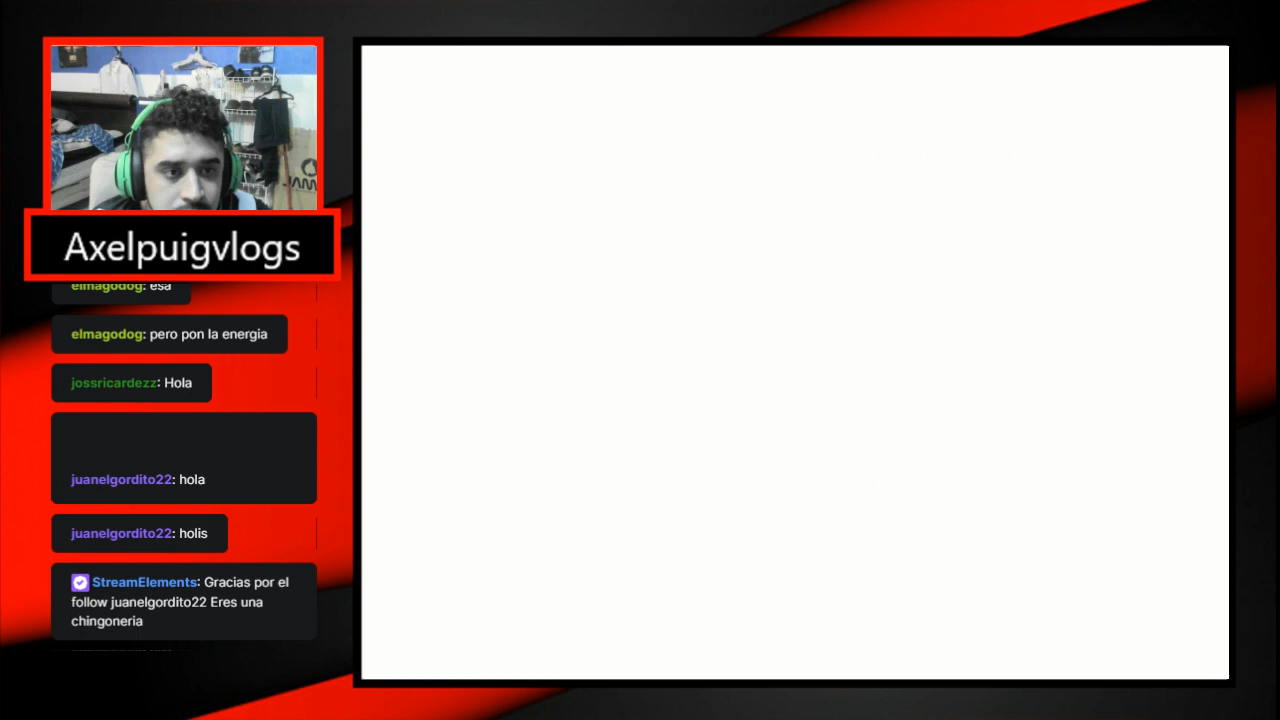 Axelpuigvlogs
elmagodog: esa
elmagodog: pero pon la energia
jossricardezz: Hola
juanelgordito22: hola
juanelgordito22: holis
StreamElements: Gracias por el
follow juanelgordito22 Eres una
chingoneria